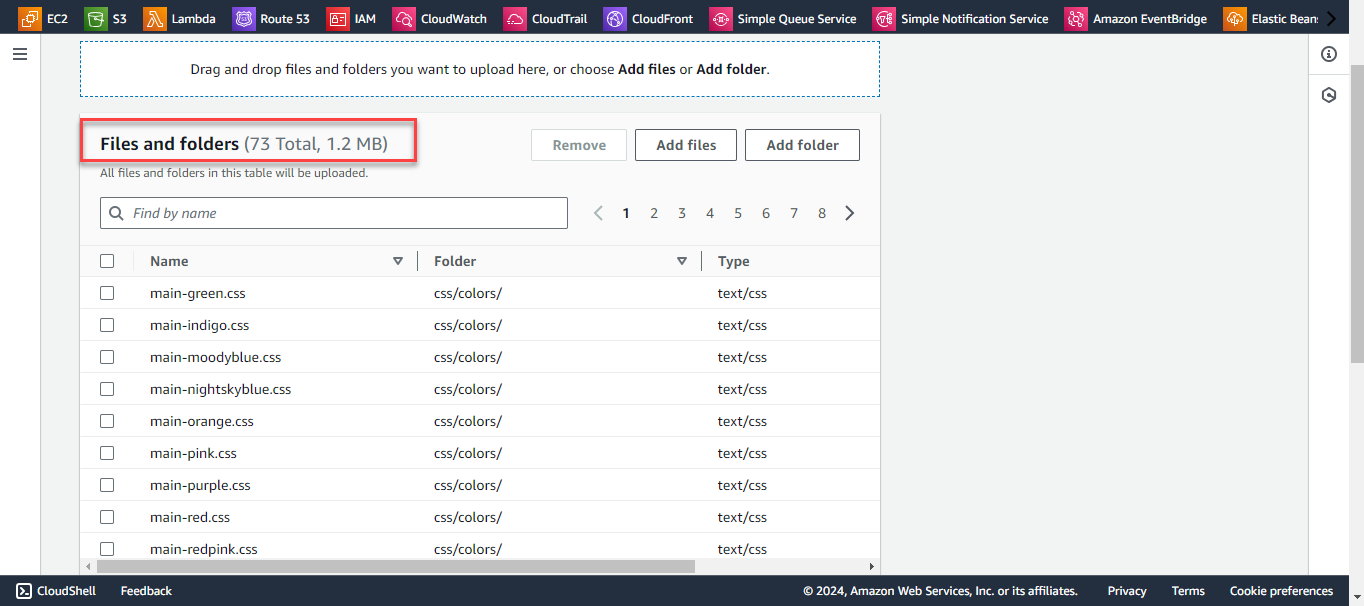 EC2 S3 Lambda Route 53 IAM CloudWatch CloudTrail CloudFront Simple Queue Service Simple Notification Service Amazon EventBridge Elastic Bean
Drag and drop files and folders you want to upload here, or choose Add files or Add folder.
Files and folders (73 Total, 1.2 MB) Remove Add files Add folder
All files and folders in this table will be uploaded.
Find by name 1 2 3 4 5 6 7 8
Name Folder Type
main-green.css css/colors/ text/css
main-indigo.css css/colors/ text/css
main-moodyblue.css css/colors/ text/css
main-nightskyblue.css css/colors/ text/css
main-orange.css css/colors/ text/css
main-pink.css css/colors/ text/css
main-purple.css css/colors/ text/css
main-red.css css/colors/ text/css
main-redpink.css css/colors/ text/css
CloudShell Feedback © 2024, Amazon Web Services, Inc. or its affiliates. Privacy Terms Cookie preferences